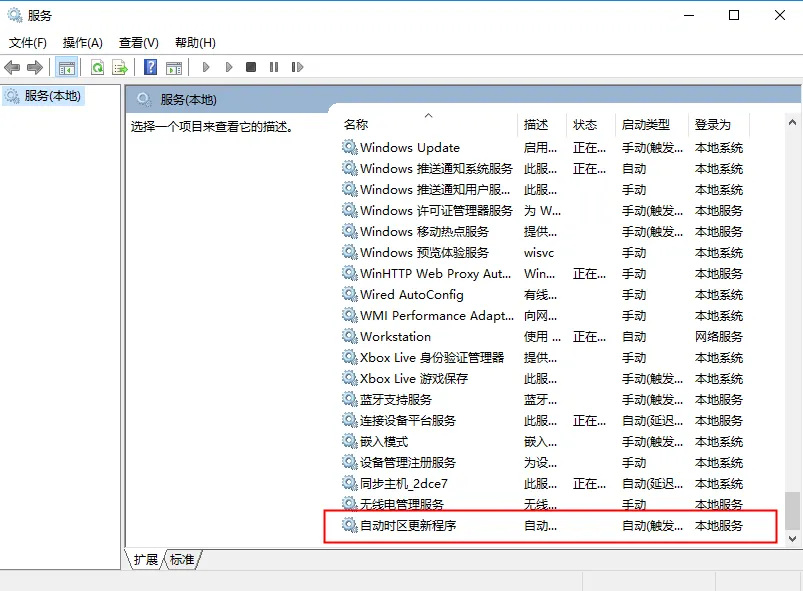 服务
文件(F) 操作(A) 查看(V) 帮助(H)
服务(本地)
服务(本地)
选择一个项目来查看它的描述。
名称 描述 状态 启动类型 登录为
Windows Update 启用... 正在... 手动(触发... 本地系统
Windows 推送通知系统服务 此服... 正在... 自动 本地系统
Windows 推送通知用户服... 此服... 手动 本地系统
Windows 许可证管理器服务 为 W... 手动(触发... 本地服务
Windows 移动热点服务 提供... 手动(触发... 本地服务
Windows 预览体验服务 wisvc 手动 本地系统
WinHTTP Web Proxy Aut... Win... 正在... 手动 本地服务
Wired AutoConfig 有线... 手动 本地系统
WMI Performance Adapt... 向网... 手动 本地系统
Workstation 使用 ... 正在... 自动 网络服务
Xbox Live 身份验证管理器 提供... 手动 本地系统
Xbox Live 游戏保存 此服... 手动(触发... 本地系统
蓝牙支持服务 蓝牙... 手动(触发... 本地服务
连接设备平台服务 此服... 正在... 自动(延迟... 本地服务
嵌入模式 嵌入... 手动(触发... 本地系统
设备管理注册服务 为设... 手动 本地系统
同步主机_2dce7 此服... 正在... 自动(延迟... 本地系统
无线电管理服务 无线... 手动 本地服务
自动时区更新程序 自动... 自动(触发... 本地服务
扩展 标准